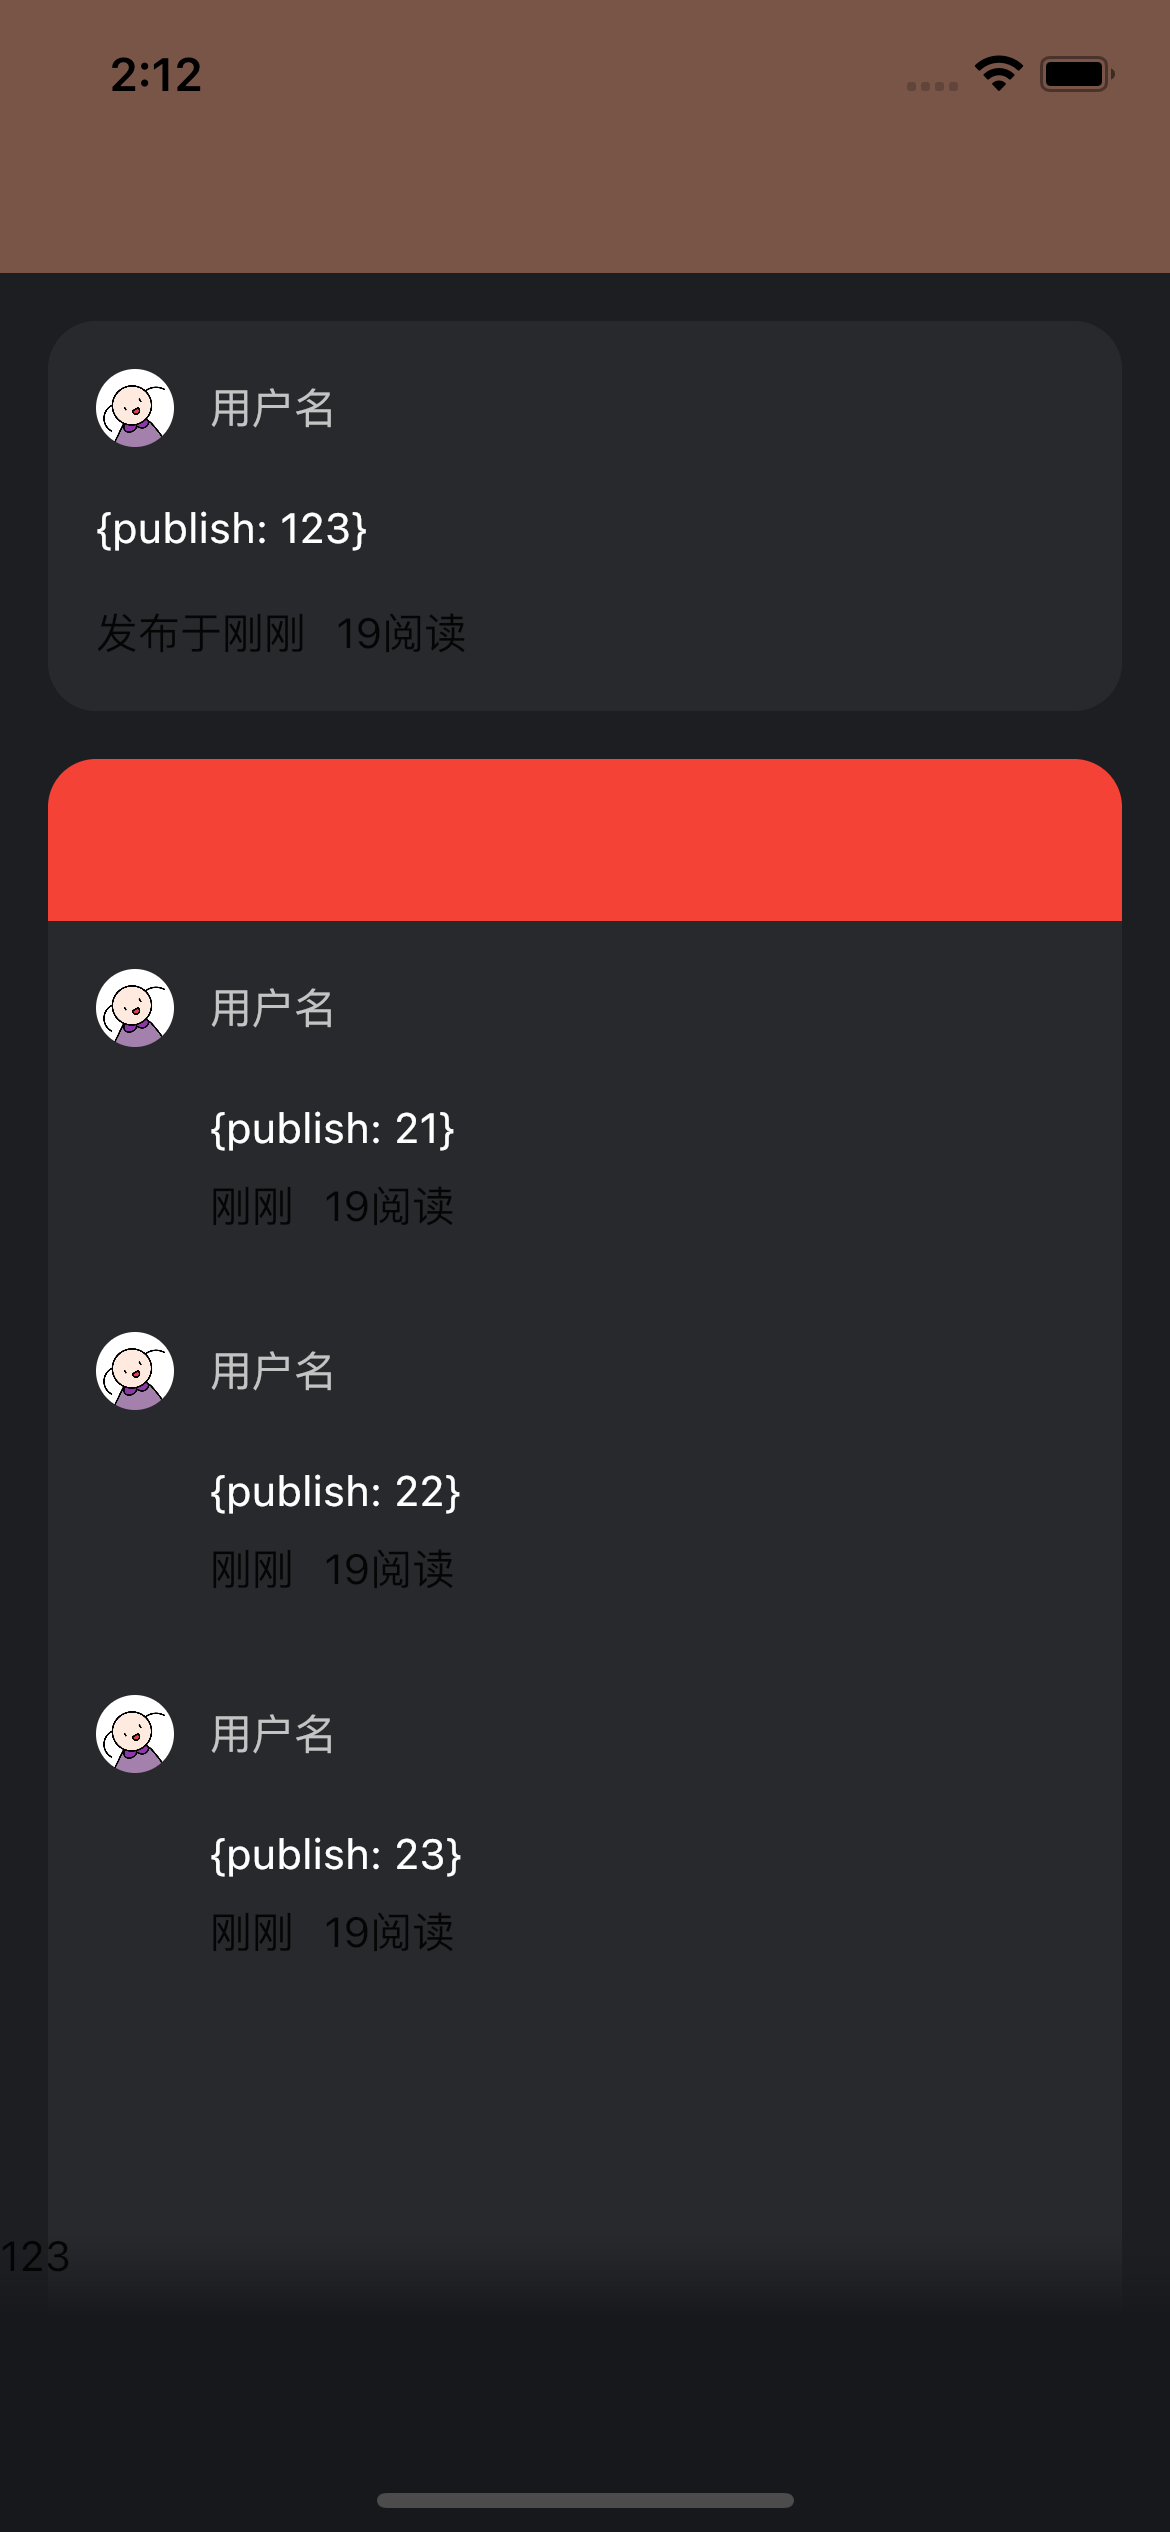 2:12
用户名
{publish: 123}
发布于刚刚 19阅读
用户名
{publish: 21}
刚刚 19阅读
用户名
{publish: 22}
刚刚 19阅读
用户名
{publish: 23}
刚刚 19阅读
123